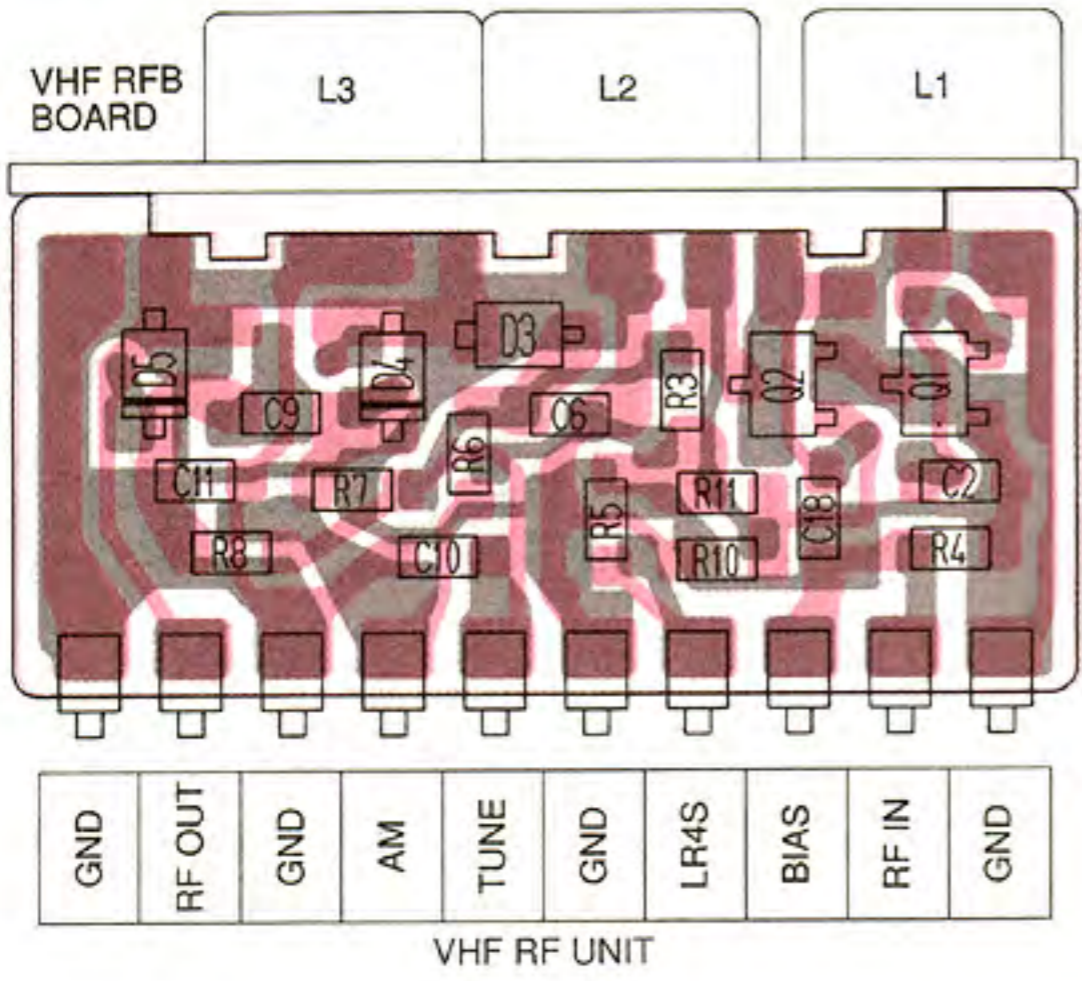 VHF RFB
BOARD
L3
L2
L1
D5
D4
D3
R3
Q2
Q1
C9
C6
R6
C11
R7
R11
C2
R5
C18
R8
C10
R10
R4
GND
RF OUT
GND
AM
TUNE
GND
LR4S
BIAS
RF IN
GND
VHF RF UNIT